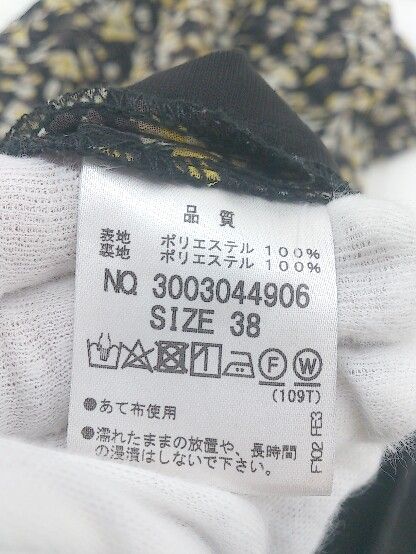 品質
表地 ポリエステル 100%
裏地 ポリエステル 100%
NO. 3003044906
SIZE 38
F W
(109T)
●あて布使用
●濡れたままの放置や、長時間
の浸漬はしないで下さい。
F102 FE3